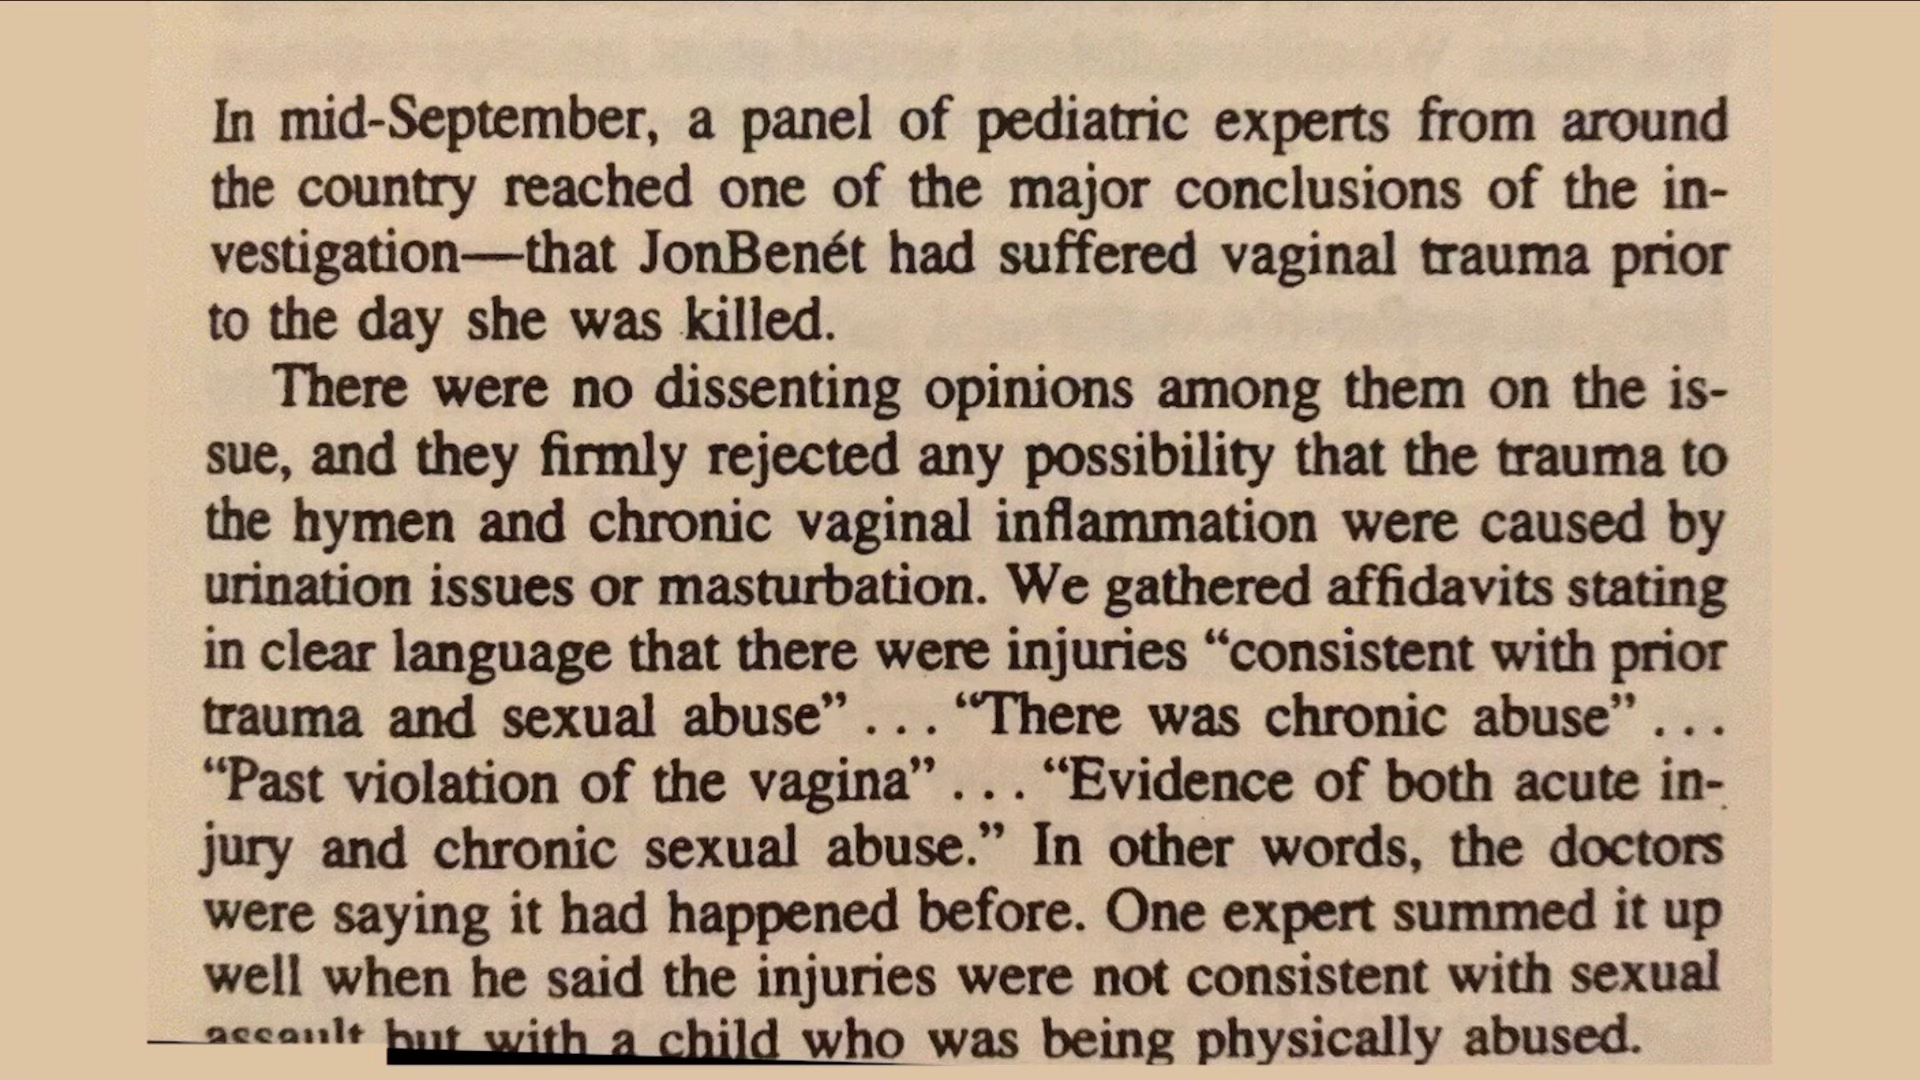 In mid-September, a panel of pediatric experts from around
the country reached one of the major conclusions of the in-
vestigation—that JonBenét had suffered vaginal trauma prior
to the day she was killed.
There were no dissenting opinions among them on the is-
sue, and they firmly rejected any possibility that the trauma to
the hymen and chronic vaginal inflammation were caused by
urination issues or masturbation. We gathered affidavits stating
in clear language that there were injuries “consistent with prior
trauma and sexual abuse” . . . “There was chronic abuse” . . .
“Past violation of the vagina” . . . “Evidence of both acute in-
jury and chronic sexual abuse.” In other words, the doctors
were saying it had happened before. One expert summed it up
well when he said the injuries were not consistent with sexual
assault but with a child who was being physically abused.